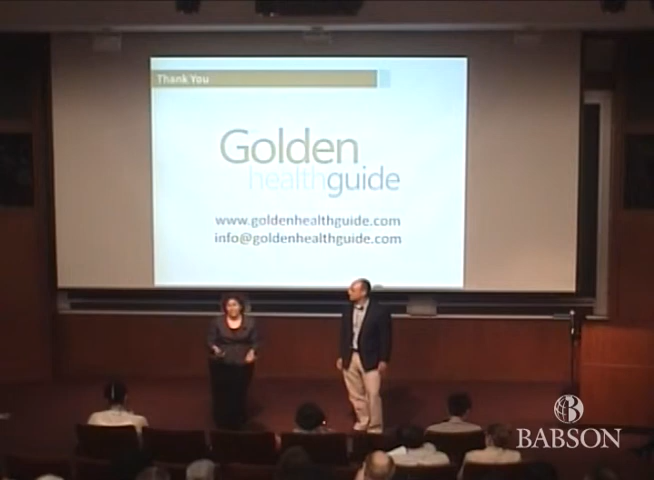 Thank You
Golden
healthguide
www.goldenhealthguide.com
info@goldenhealthguide.com
B
BABSON